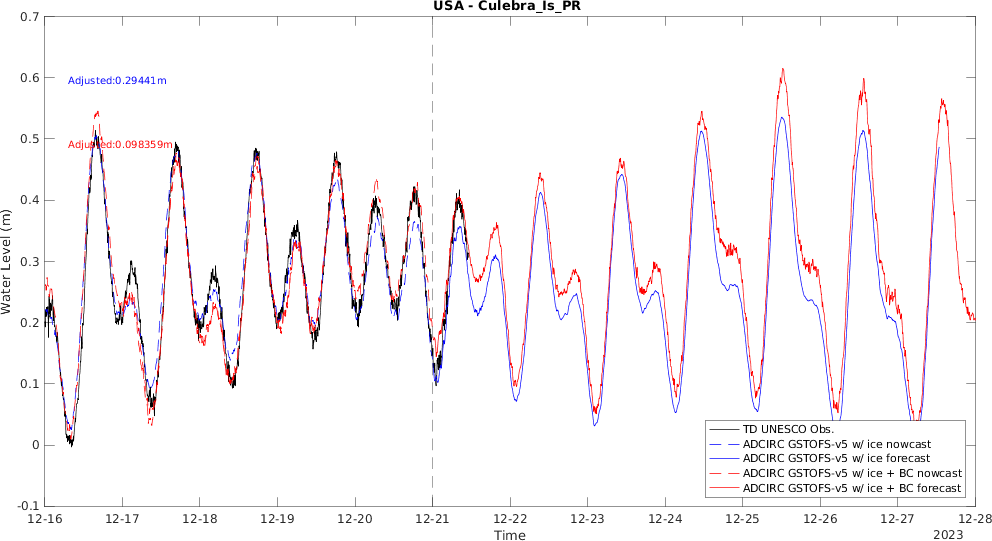 USA - Culebra_Is_PR
0.7
0.6
0.5
0.4
0.3
0.2
0.1
0
-0.1
Water Level (m)
Adjusted:0.29441m
Adjusted:0.098359m
TD UNESCO Obs.
ADCIRC GSTOFS-v5 w/ ice nowcast
ADCIRC GSTOFS-v5 w/ ice forecast
ADCIRC GSTOFS-v5 w/ ice + BC nowcast
ADCIRC GSTOFS-v5 w/ ice + BC forecast
12-16 12-17 12-18 12-19 12-20 12-21 12-22 12-23 12-24 12-25 12-26 12-27 12-28
Time
2023